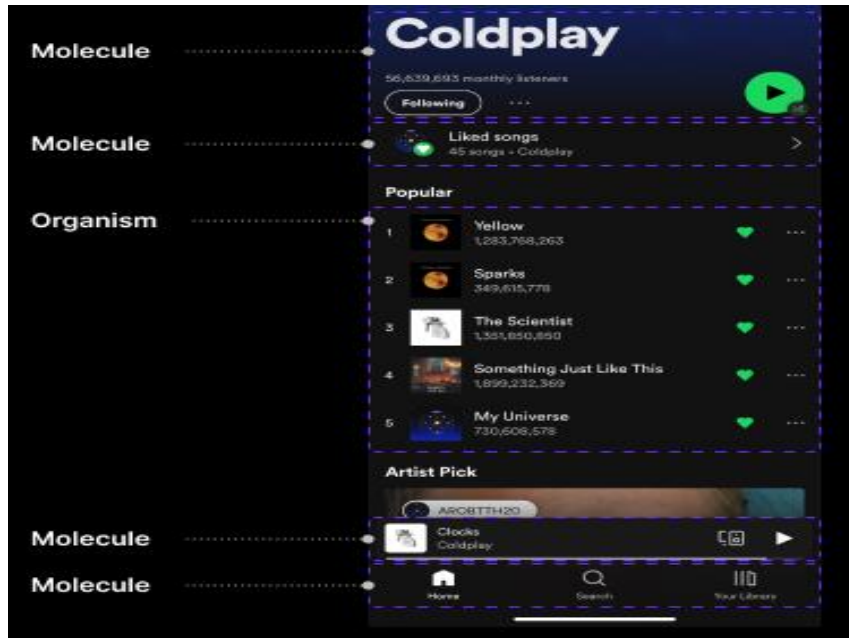 Molecule
Coldplay
56,639,693 monthly listeners
Following
Molecule
Liked songs
45 songs • Coldplay
Popular
Organism
1 Yellow
1,283,768,263
2 Sparks
349,615,778
3 The Scientist
1,351,850,850
4 Something Just Like This
1,899,232,369
5 My Universe
730,608,578
Artist Pick
AROBTTH20
Molecule
Clocks
Coldplay
Molecule
Home Search Your Library